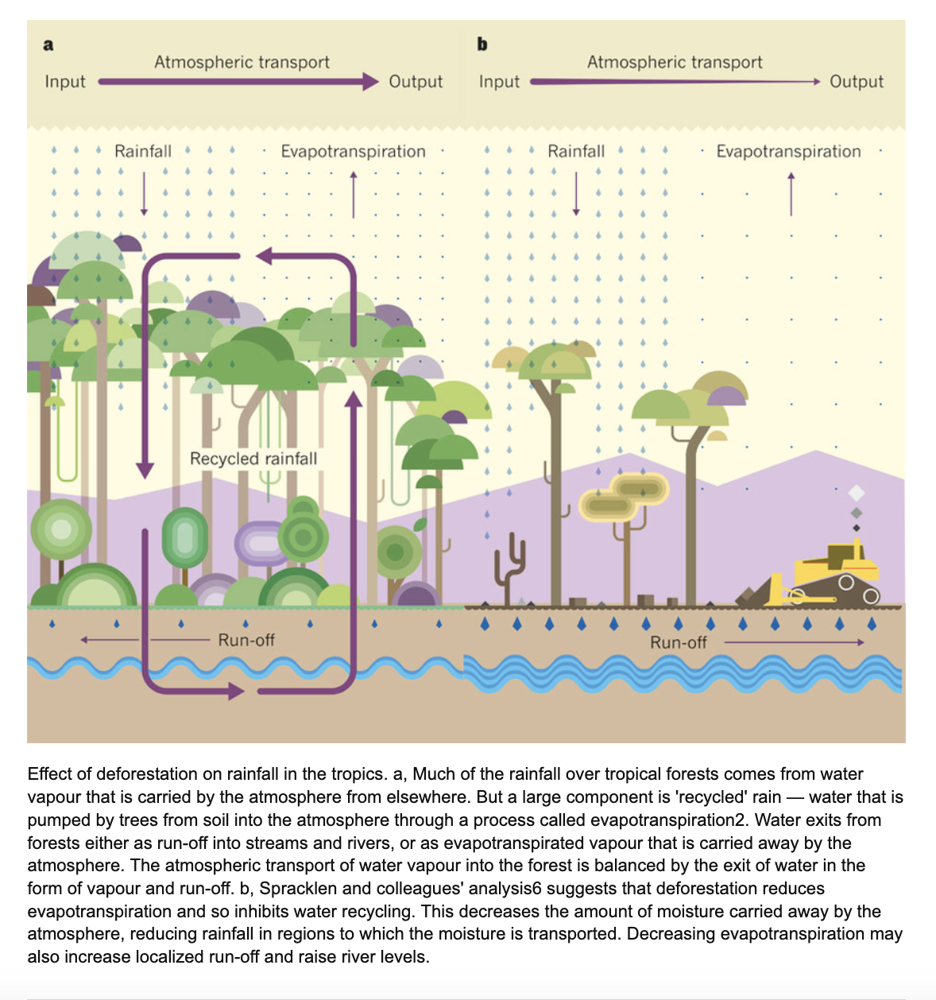 a
Atmospheric transport
Input
Output
b
Atmospheric transport
Input
Output
Rainfall
Evapotranspiration
Rainfall
Evapotranspiration
Recycled rainfall
Run-off
Run-off
Effect of deforestation on rainfall in the tropics. a, Much of the rainfall over tropical forests comes from water
vapour that is carried by the atmosphere from elsewhere. But a large component is 'recycled' rain — water that is
pumped by trees from soil into the atmosphere through a process called evapotranspiration2. Water exits from
forests either as run-off into streams and rivers, or as evapotranspirated vapour that is carried away by the
atmosphere. The atmospheric transport of water vapour into the forest is balanced by the exit of water in the
form of vapour and run-off. b, Spracklen and colleagues' analysis6 suggests that deforestation reduces
evapotranspiration and so inhibits water recycling. This decreases the amount of moisture carried away by the
atmosphere, reducing rainfall in regions to which the moisture is transported. Decreasing evapotranspiration may
also increase localized run-off and raise river levels.